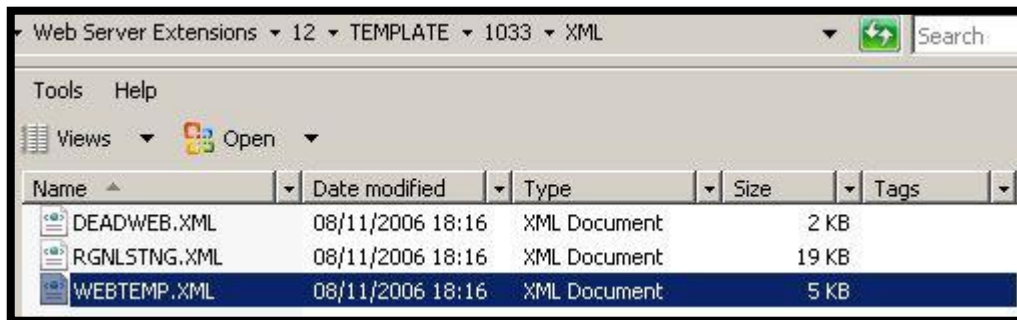 Web Server Extensions 12 TEMPLATE 1033 XML Search
Tools Help
Views Open
Name Date modified Type Size Tags
DEADWEB.XML 08/11/2006 18:16 XML Document 2 KB
RGNLSTNG.XML 08/11/2006 18:16 XML Document 19 KB
WEBTEMP.XML 08/11/2006 18:16 XML Document 5 KB